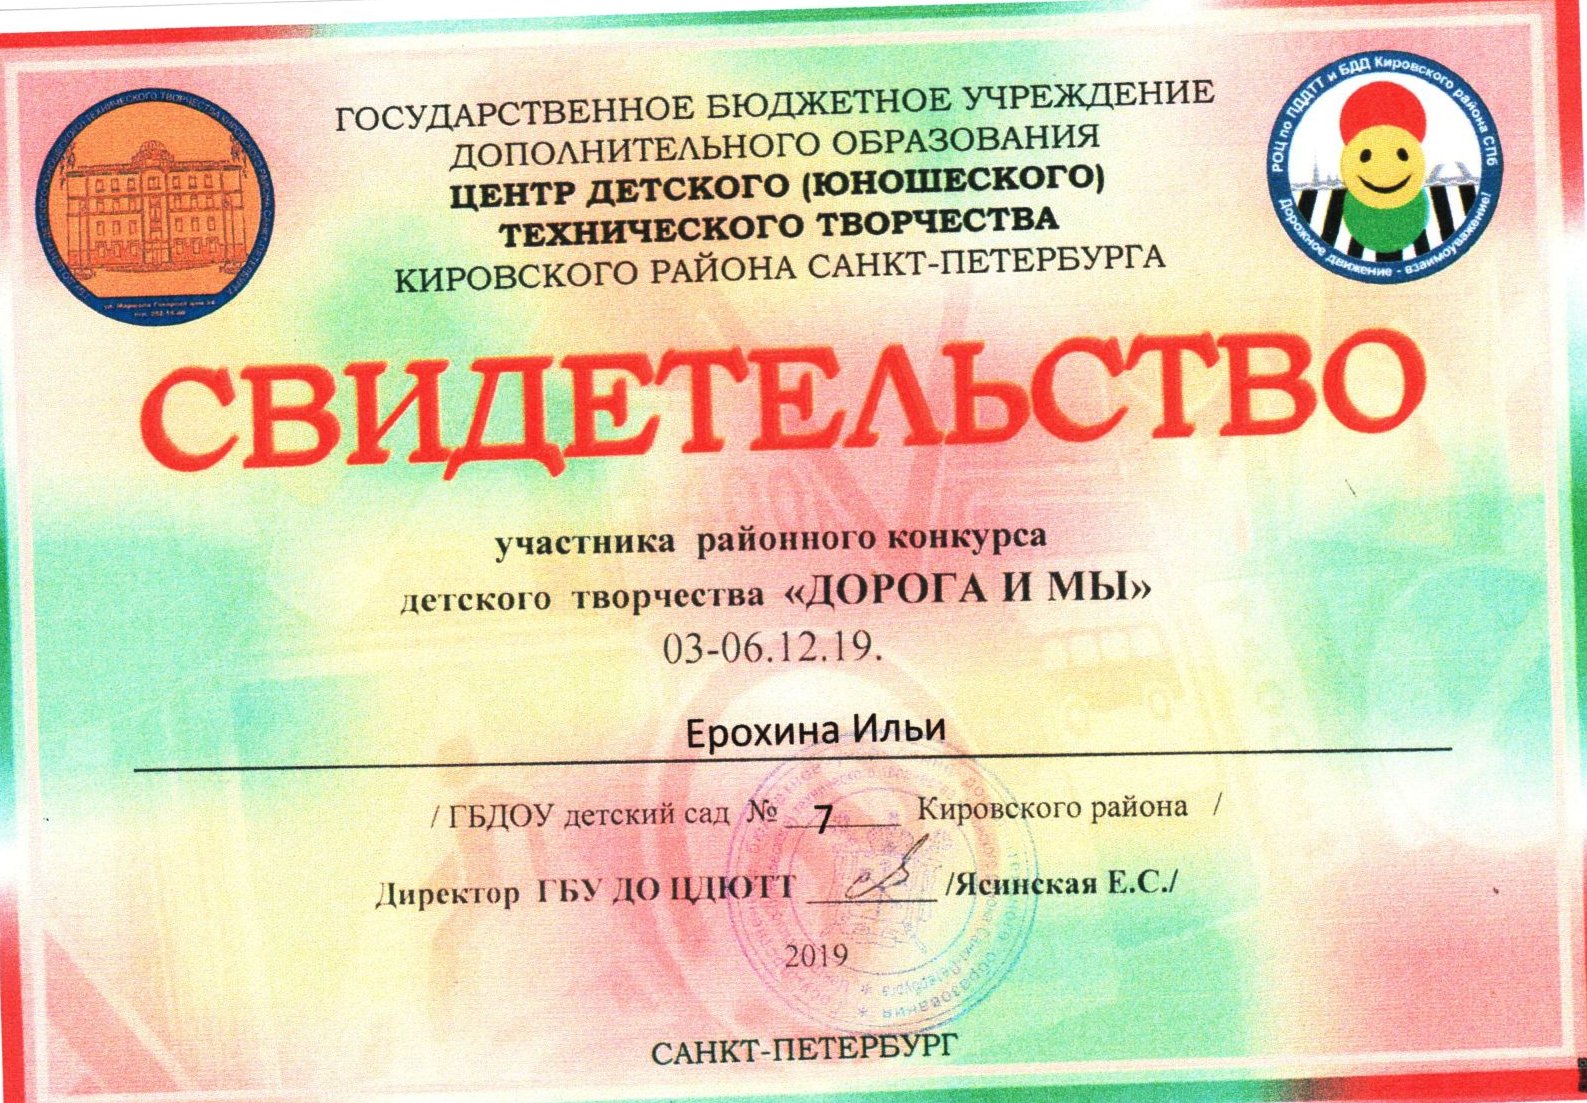 ГОСУДАРСТВЕННОЕ БЮДЖЕТНОЕ УЧРЕЖДЕНИЕ
ДОПОЛНИТЕЛЬНОГО ОБРАЗОВАНИЯ
ЦЕНТР ДЕТСКОГО (ЮНОШЕСКОГО)
ТЕХНИЧЕСКОГО ТВОРЧЕСТВА
КИРОВСКОГО РАЙОНА САНКТ-ПЕТЕРБУРГА
РОЦ по ПДДТТ и БДД Кировского района СПб
Дорожное движение - взаимоуважение!
СВИДЕТЕЛЬСТВО
участника районного конкурса
детского творчества «ДОРОГА И МЫ»
03-06.12.19.
Ерохина Ильи
/ ГБДОУ детский сад № 7 Кировского района /
Директор ГБУ ДО ЦДЮТТ /Ясинская Е.С./
2019
САНКТ-ПЕТЕРБУРГ